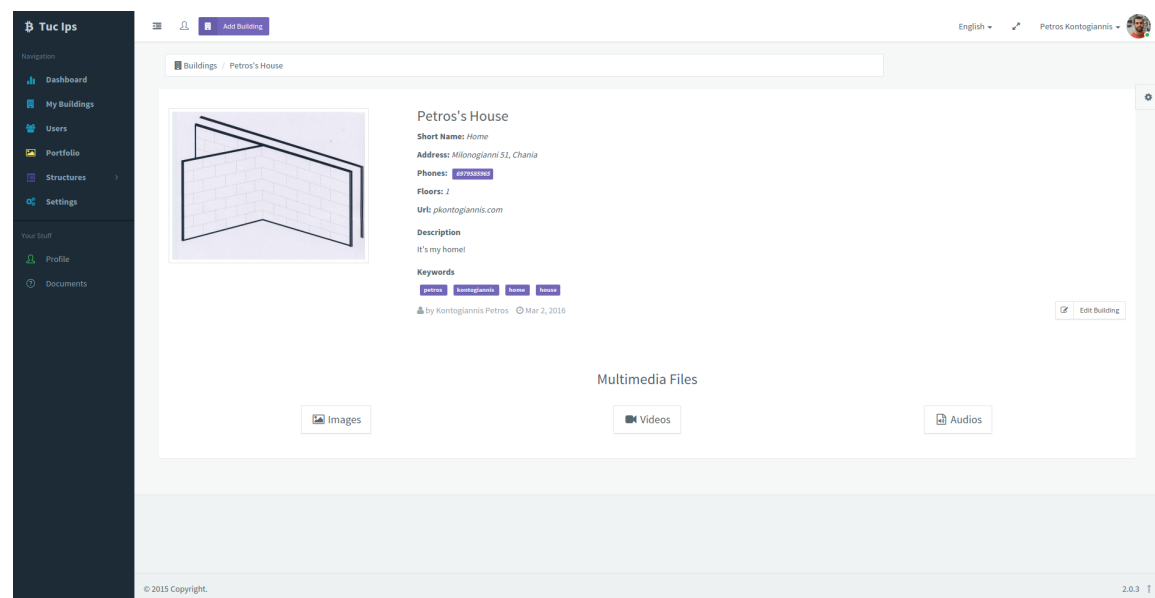 Tuc Ips
Add Building
English
Petros Kontogiannis
Navigation
Dashboard
My Buildings
Users
Portfolio
Structures
Settings
Your Stuff
Profile
Documents
Buildings / Petros's House
Petros's House
Short Name: Home
Address: Milonogianni 51, Chania
Phones: 6979585965
Floors: 1
Url: pkontogiannis.com
Description
It's my home!
Keywords
petros kontogiannis home house
by Kontogiannis Petros Mar 2, 2016
Edit Building
Multimedia Files
Images
Videos
Audios
© 2015 Copyright.
2.0.3